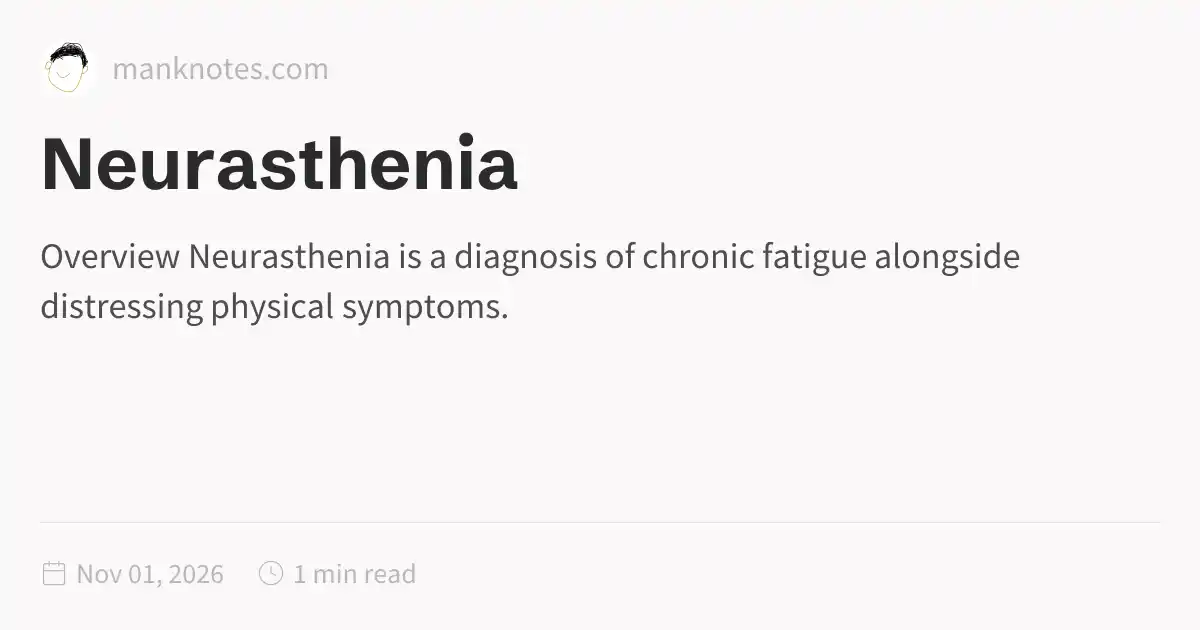 manknotes.com
Neurasthenia
Overview Neurasthenia is a diagnosis of chronic fatigue alongside
distressing physical symptoms.
Nov 01, 2026
1 min read